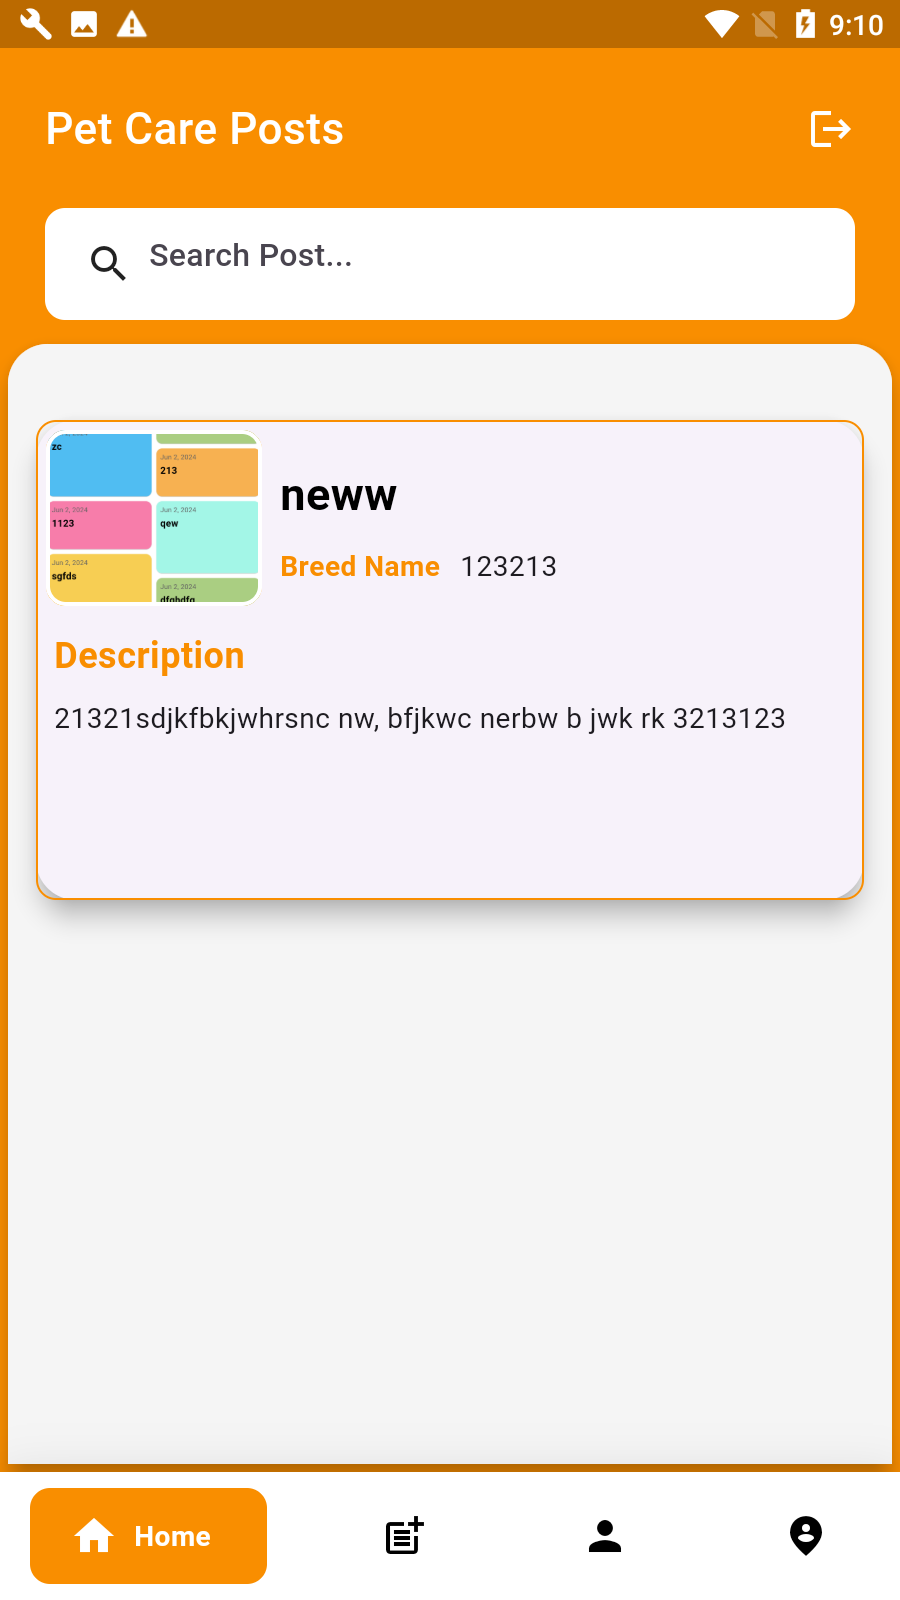 9:10
Pet Care Posts
Search Post...
zc
Jun 2, 2024
213
Jun 2, 2024
1123
Jun 2, 2024
qew
Jun 2, 2024
sgfds
Jun 2, 2024
neww
Breed Name 123213
Description
21321sdjkfbkjwhrsnc nw, bfjkwc nerbw b jwk rk 3213123
Home